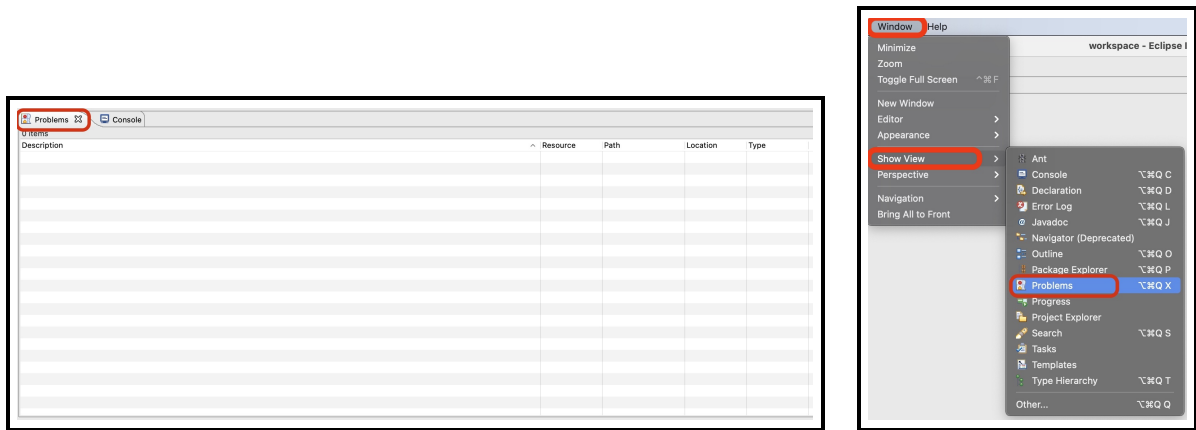 Problems Console
0 items
Description Resource Path Location Type
Window Help
workspace - Eclipse I
Minimize
Zoom
Toggle Full Screen ^⌘F
New Window
Editor
Appearance
Show View
Perspective
Navigation
Bring All to Front
Ant
Console ⌥⌘Q C
Declaration ⌥⌘Q D
Error Log ⌥⌘Q L
Javadoc ⌥⌘Q J
Navigator (Deprecated)
Outline ⌥⌘Q O
Package Explorer ⌥⌘Q P
Problems ⌥⌘Q X
Progress
Project Explorer
Search ⌥⌘Q S
Tasks
Templates
Type Hierarchy ⌥⌘Q T
Other... ⌥⌘Q Q